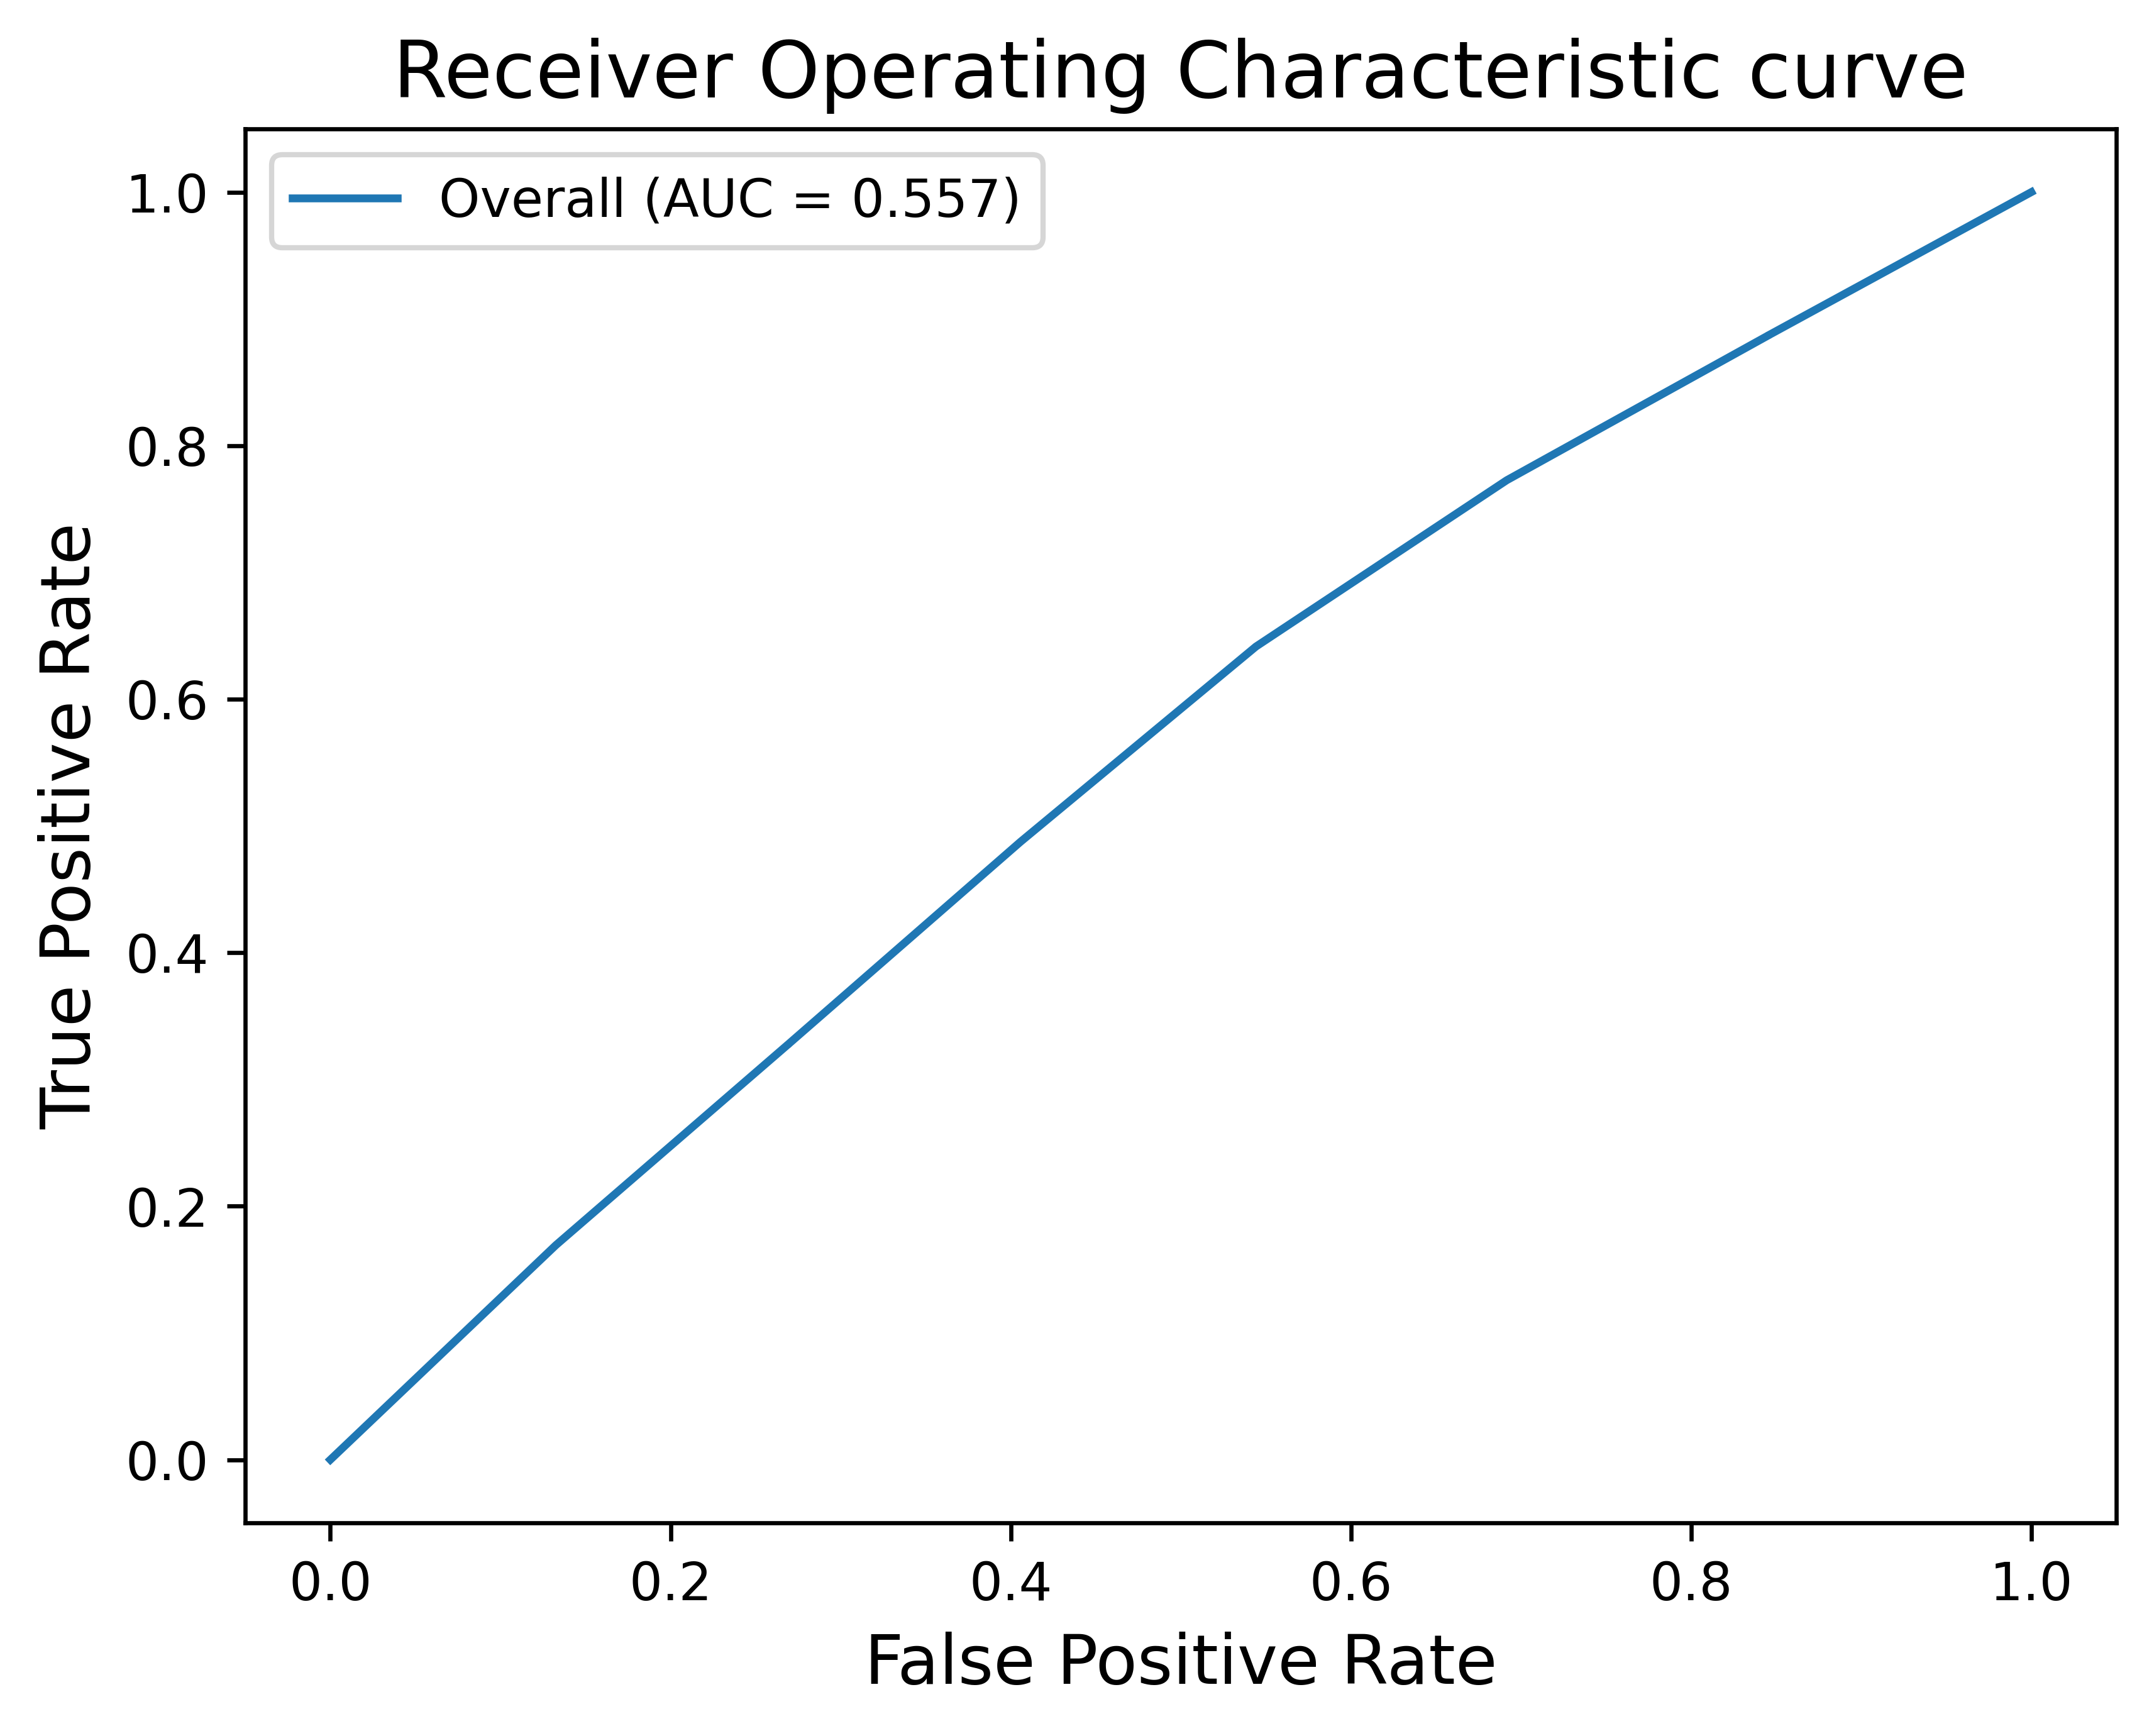 Receiver Operating Characteristic curve
Overall (AUC = 0.557)
True Positive Rate
1.0
0.8
0.6
0.4
0.2
0.0
0.0 0.2 0.4 0.6 0.8 1.0
False Positive Rate